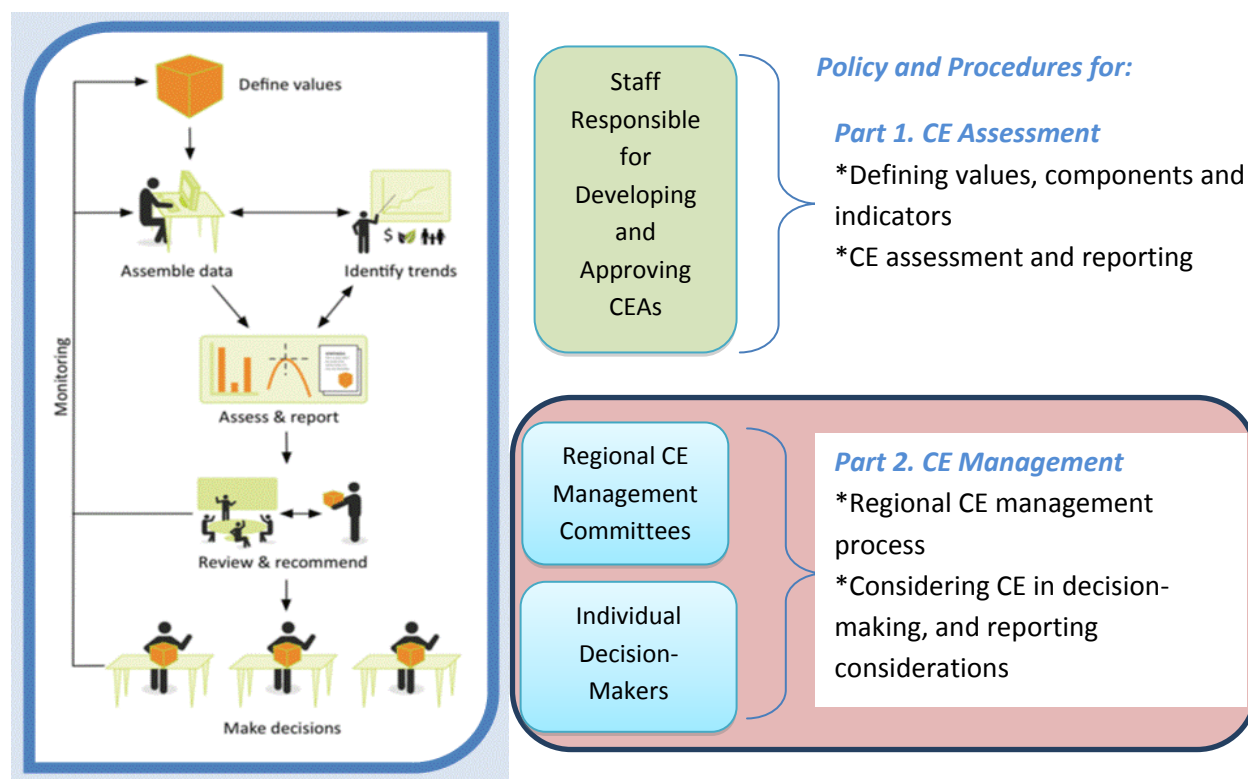 Define values
Assemble data
Identify trends
$
Assess & report
Monitoring
Review & recommend
Make decisions
Staff
Responsible
for
Developing
and
Approving
CEAs
Policy and Procedures for:
Part 1. CE Assessment
*Defining values, components and
indicators
*CE assessment and reporting
Regional CE
Management
Committees
Individual
Decision-
Makers
Part 2. CE Management
*Regional CE management
process
*Considering CE in decision-
making, and reporting
considerations